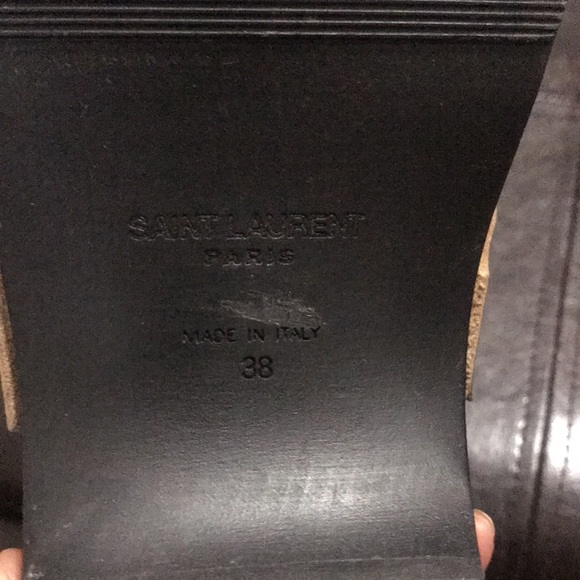 SAINT LAURENT
PARIS
MADE IN ITALY
38